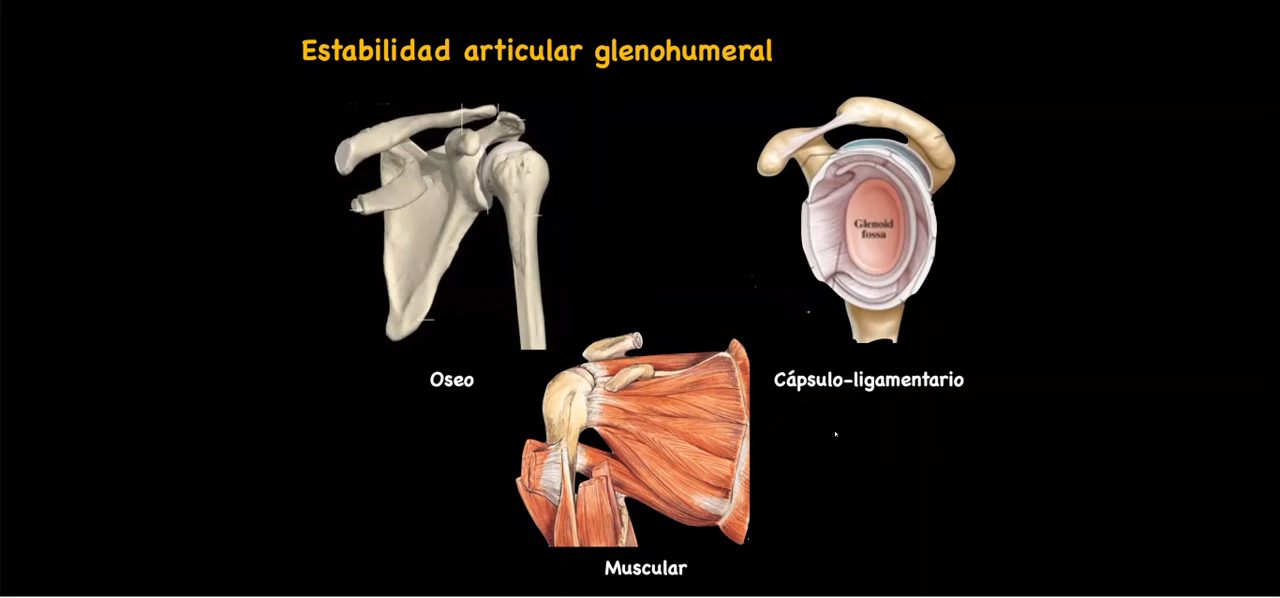 Estabilidad articular glenohumeral
Glenoid
fossa
Oseo
Cápsulo-ligamentario
Muscular